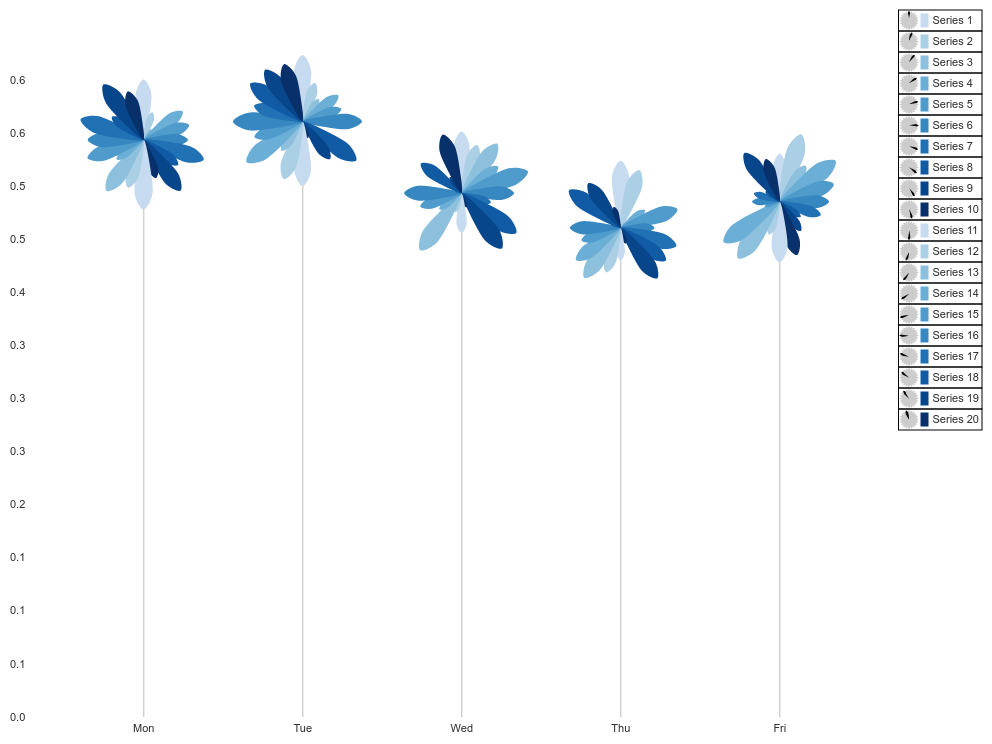 0.6
0.6
0.5
0.5
0.4
0.3
0.3
0.3
0.2
0.1
0.1
0.1
0.0
Mon Tue Wed Thu Fri
Series 1
Series 2
Series 3
Series 4
Series 5
Series 6
Series 7
Series 8
Series 9
Series 10
Series 11
Series 12
Series 13
Series 14
Series 15
Series 16
Series 17
Series 18
Series 19
Series 20